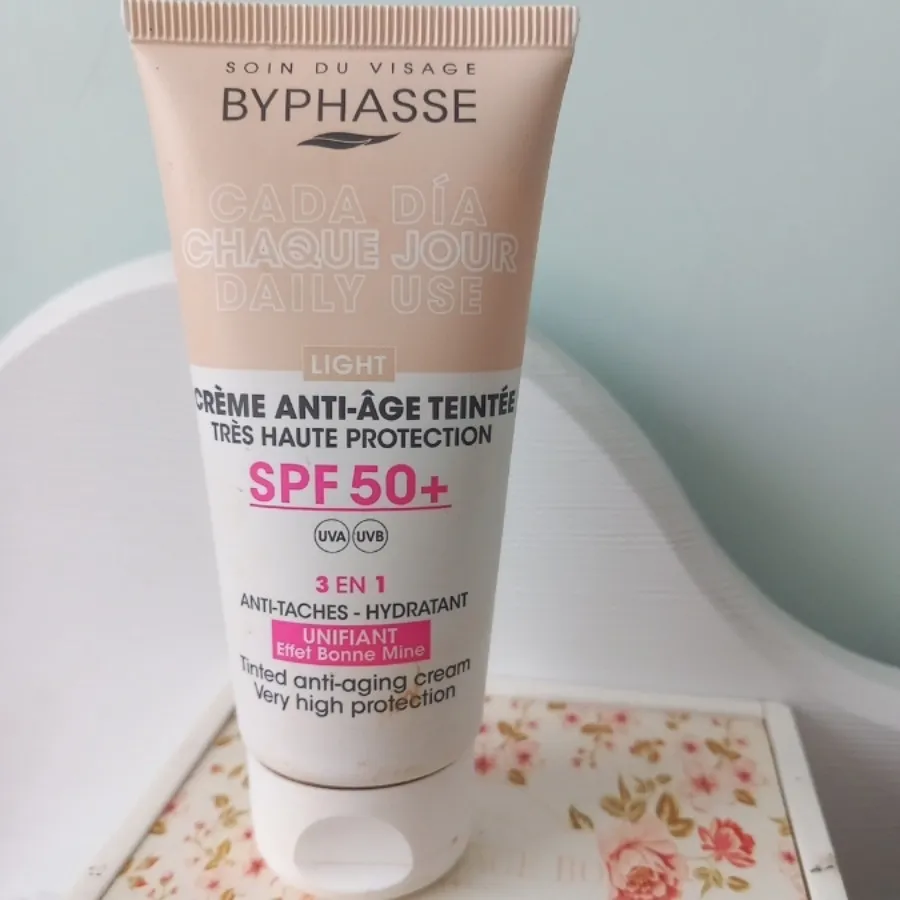 SOIN DU VISAGE
BYPHASSE
CADA DÍA
CHAQUE JOUR
DAILY USE
LIGHT
CRÈME ANTI-ÂGE TEINTÉE
TRÈS HAUTE PROTECTION
SPF 50+
UVA UVB
3 EN 1
ANTI-TACHES - HYDRATANT
UNIFIANT
Effet Bonne Mine
Tinted anti-aging cream
Very high protection